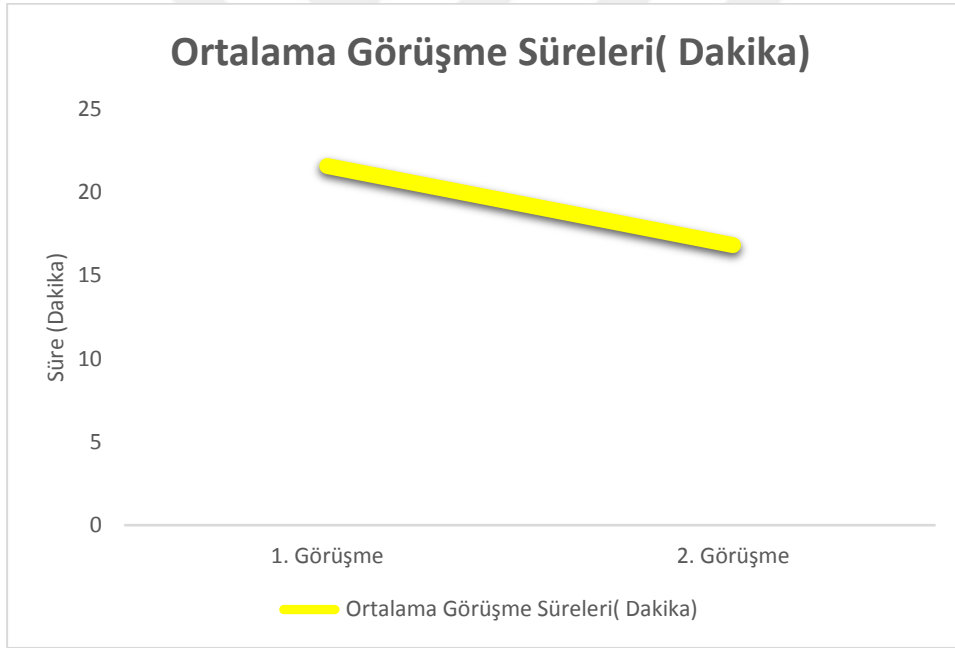 Ortalama Görüşme Süreleri( Dakika)
25
20
15
10
5
0
Süre (Dakika)
1. Görüşme
2. Görüşme
Ortalama Görüşme Süreleri( Dakika)